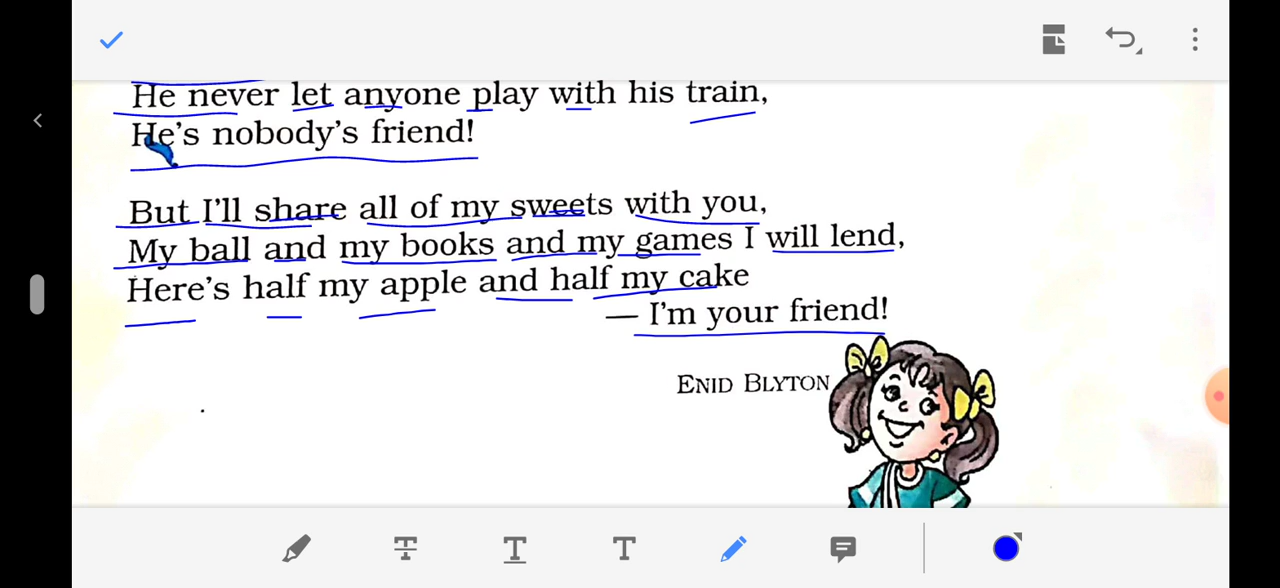 He never let anyone play with his train,
He's nobody's friend!
But I'll share all of my sweets with you,
My ball and my books and my games I will lend,
Here's half my apple and half my cake
— I'm your friend!
ENID BLYTON